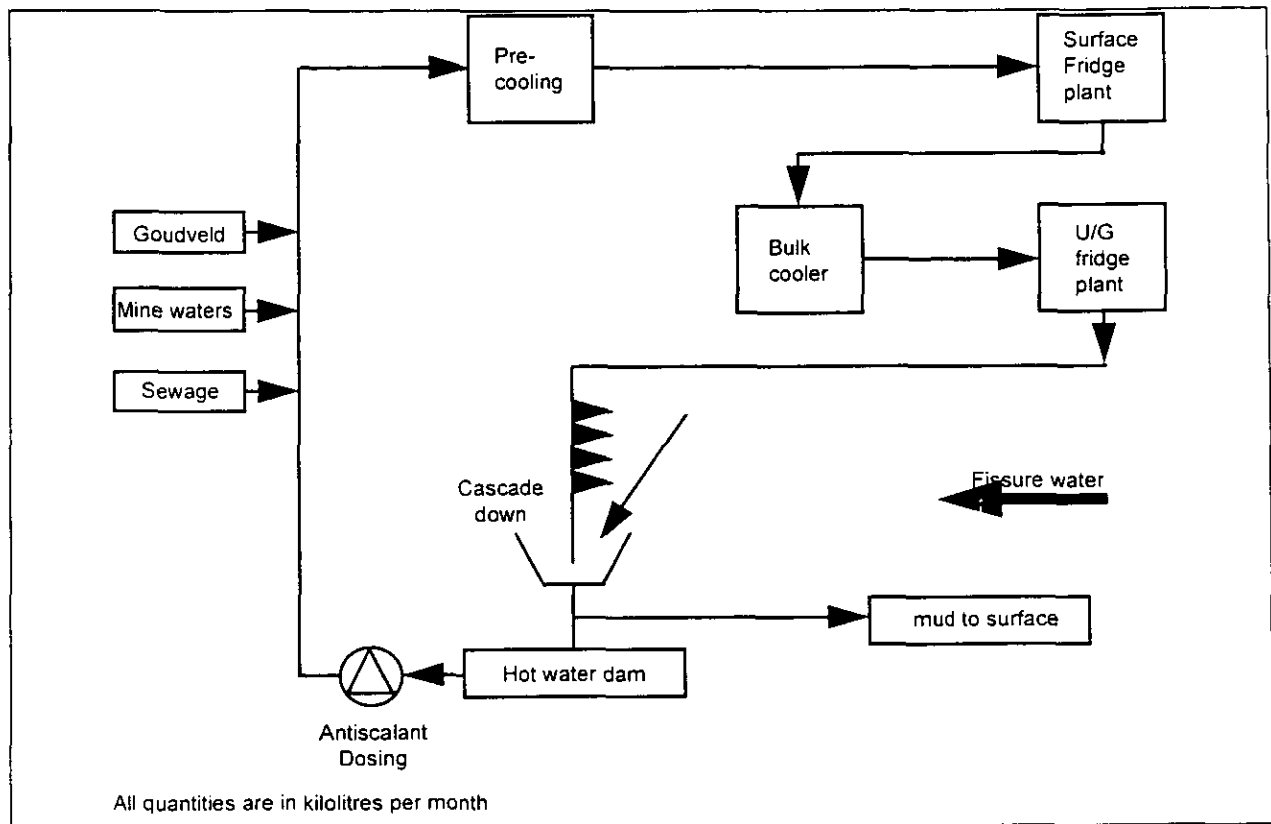 Pre-
cooling
Surface
Fridge
plant
Goudveld
Bulk
cooler
U/G
fridge
plant
Mine waters
Sewage
Cascade
down
Fissure water
mud to surface
Hot water dam
Antiscalant
Dosing
All quantities are in kilolitres per month